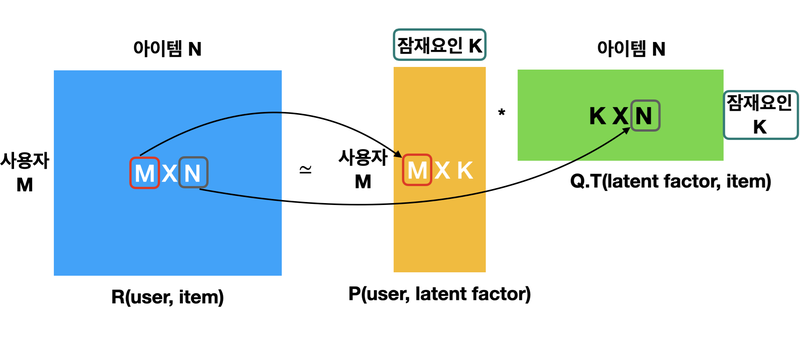 아이템 N
사용자
M
M X N
R(user, item)
≃
잠재요인 K
사용자
M
M X K
P(user, latent factor)
*
아이템 N
K X N
잠재요인
K
Q.T(latent factor, item)